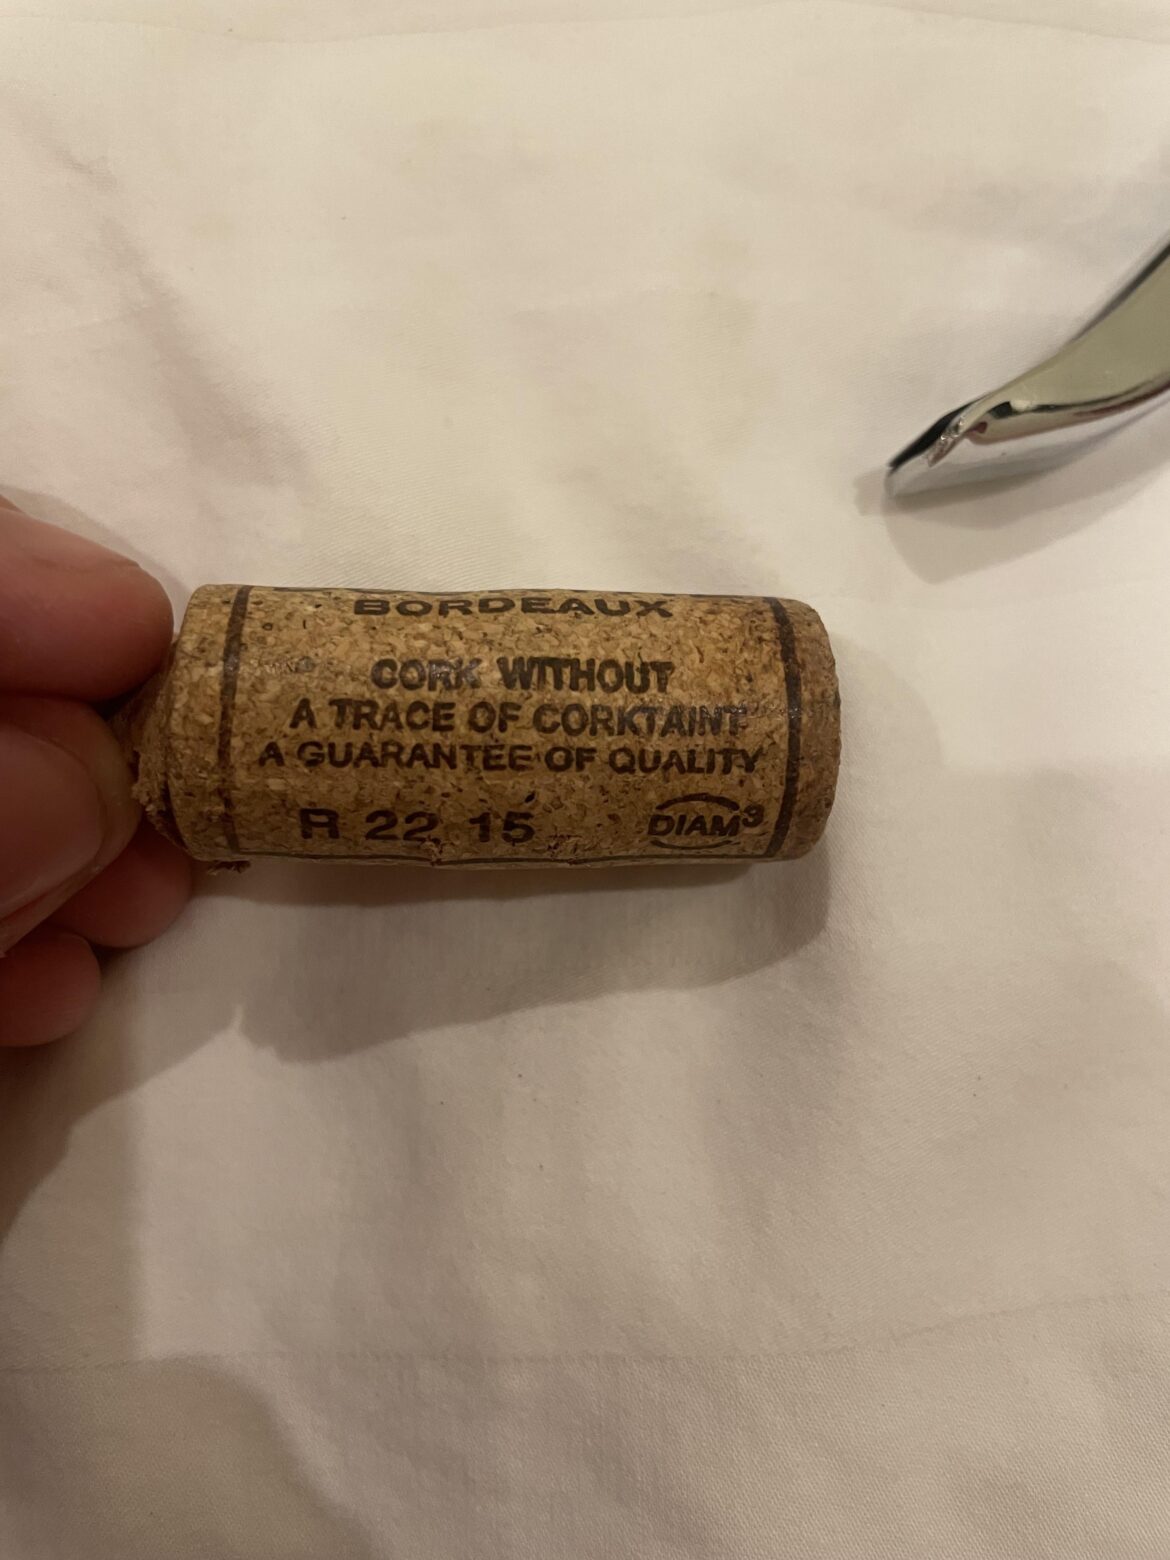 BORDEAUX
CORK WITHOUT
A TRACE OF CORKTAINT
A GUARANTEE OF QUALITY
R 22 15 DIAM3